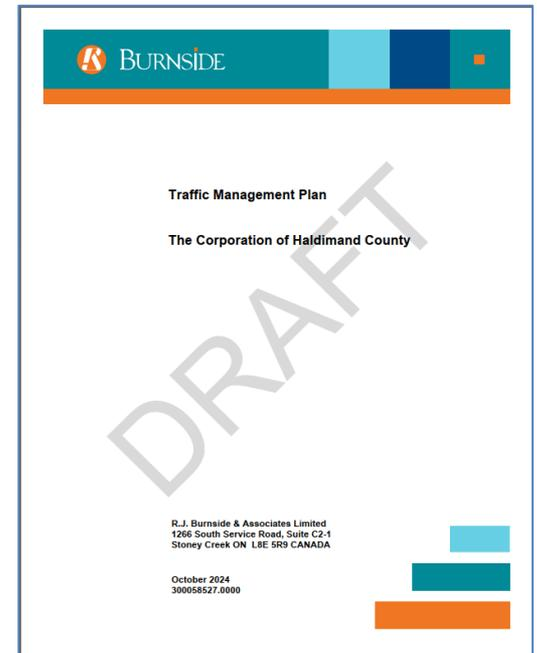 BURNSIDE
Traffic Management Plan
The Corporation of Haldimand County
DRAFT
R.J. Burnside & Associates Limited
1266 South Service Road, Suite C2-1
Stoney Creek ON  L8E 5R9 CANADA
October 2024
300058527.0000